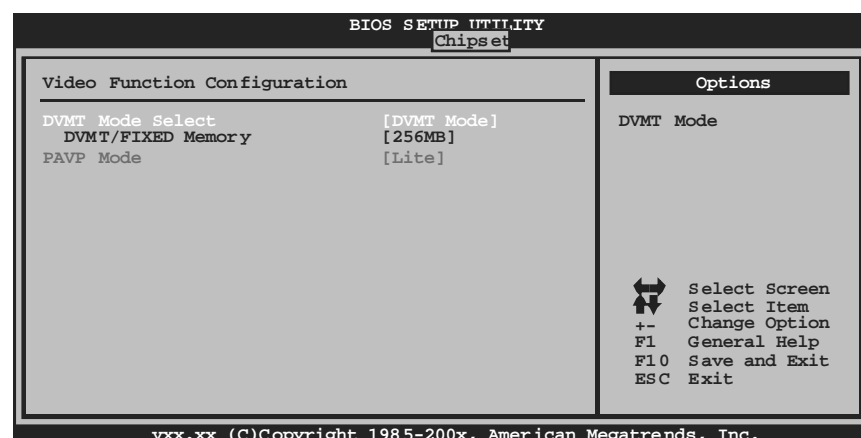 BIOS SETUP UTILITY
Chipset
Video Function Configuration
DVMT Mode Select [DVMT Mode]
DVMT/FIXED Memory [256MB]
PAVP Mode [Lite]
Options
DVMT Mode
Select Screen
Select Item
+- Change Option
F1 General Help
F10 Save and Exit
ESC Exit
vxx.xx (C)Copyright 1985-200x, American Megatrends, Inc.